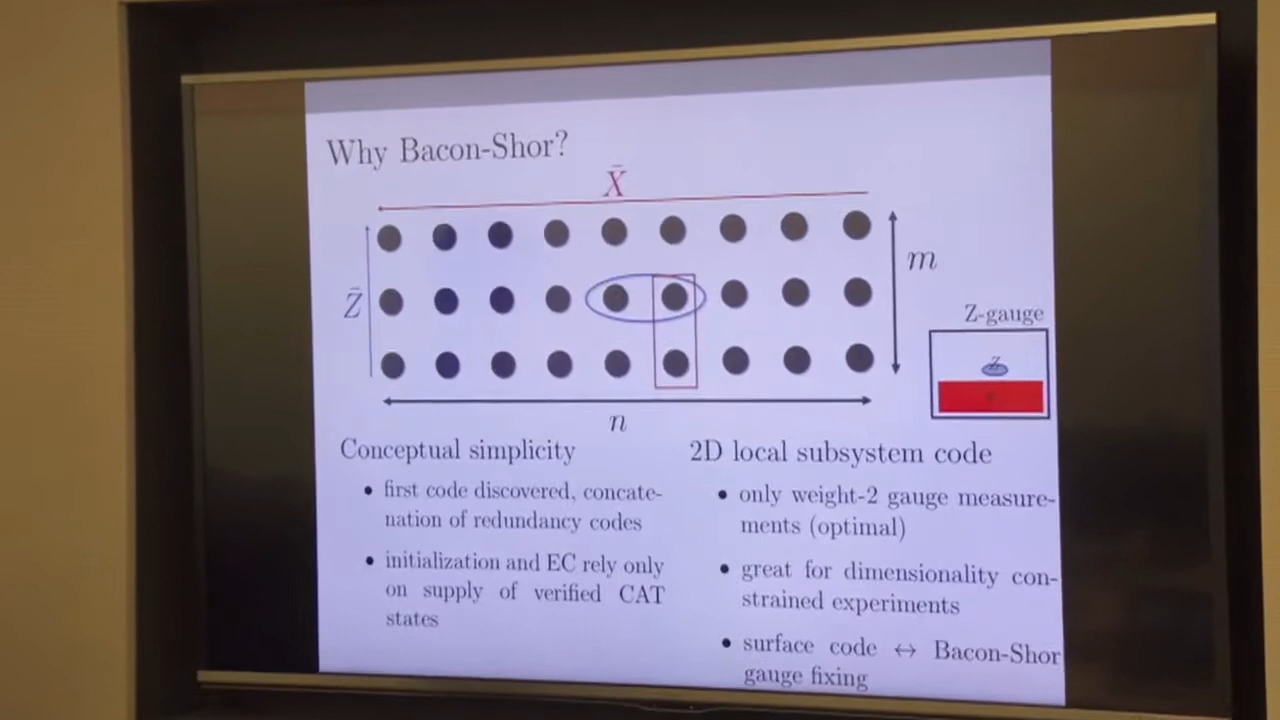 Why Bacon-Shor?
X̄
Z̄
m
Z-gauge
Z
n
Conceptual simplicity
• first code discovered, concate-
nation of redundancy codes
• initialization and EC rely only
on supply of verified CAT
states
2D local subsystem code
• only weight-2 gauge measure-
ments (optimal)
• great for dimensionality con-
strained experiments
• surface code ↔ Bacon-Shor
gauge fixing